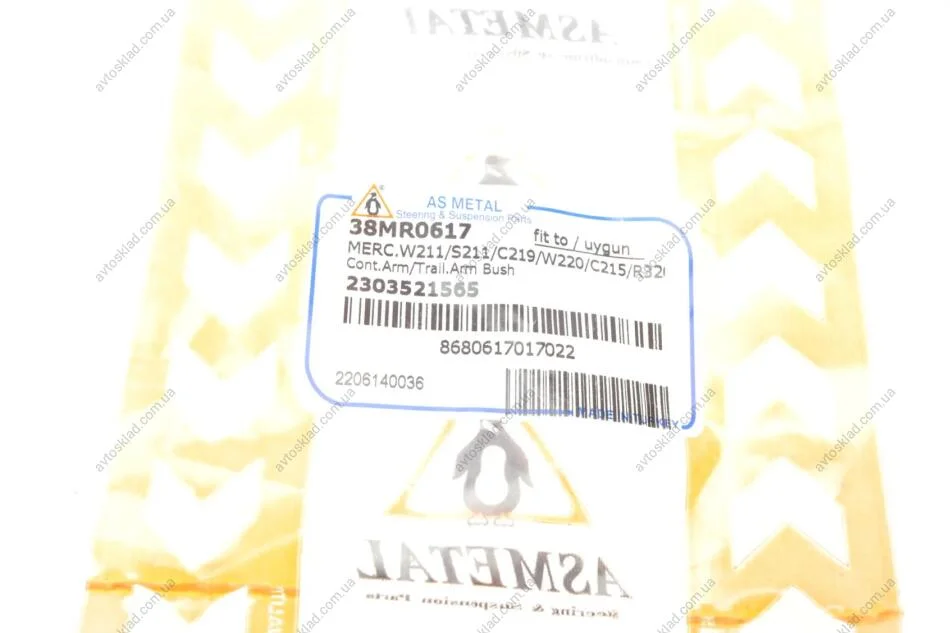 ASMETAL
AS METAL
Steering & Suspension Parts
38MR0617
fit to / uygun
MERC.W211/S211/C219/W220/C215/R320
Cont.Arm/Trail.Arm Bush
2303521565
8680617017022
2206140036
MADE IN TURKEY
ASMETAL
Steering & Suspension Parts
avtosklad.com.ua